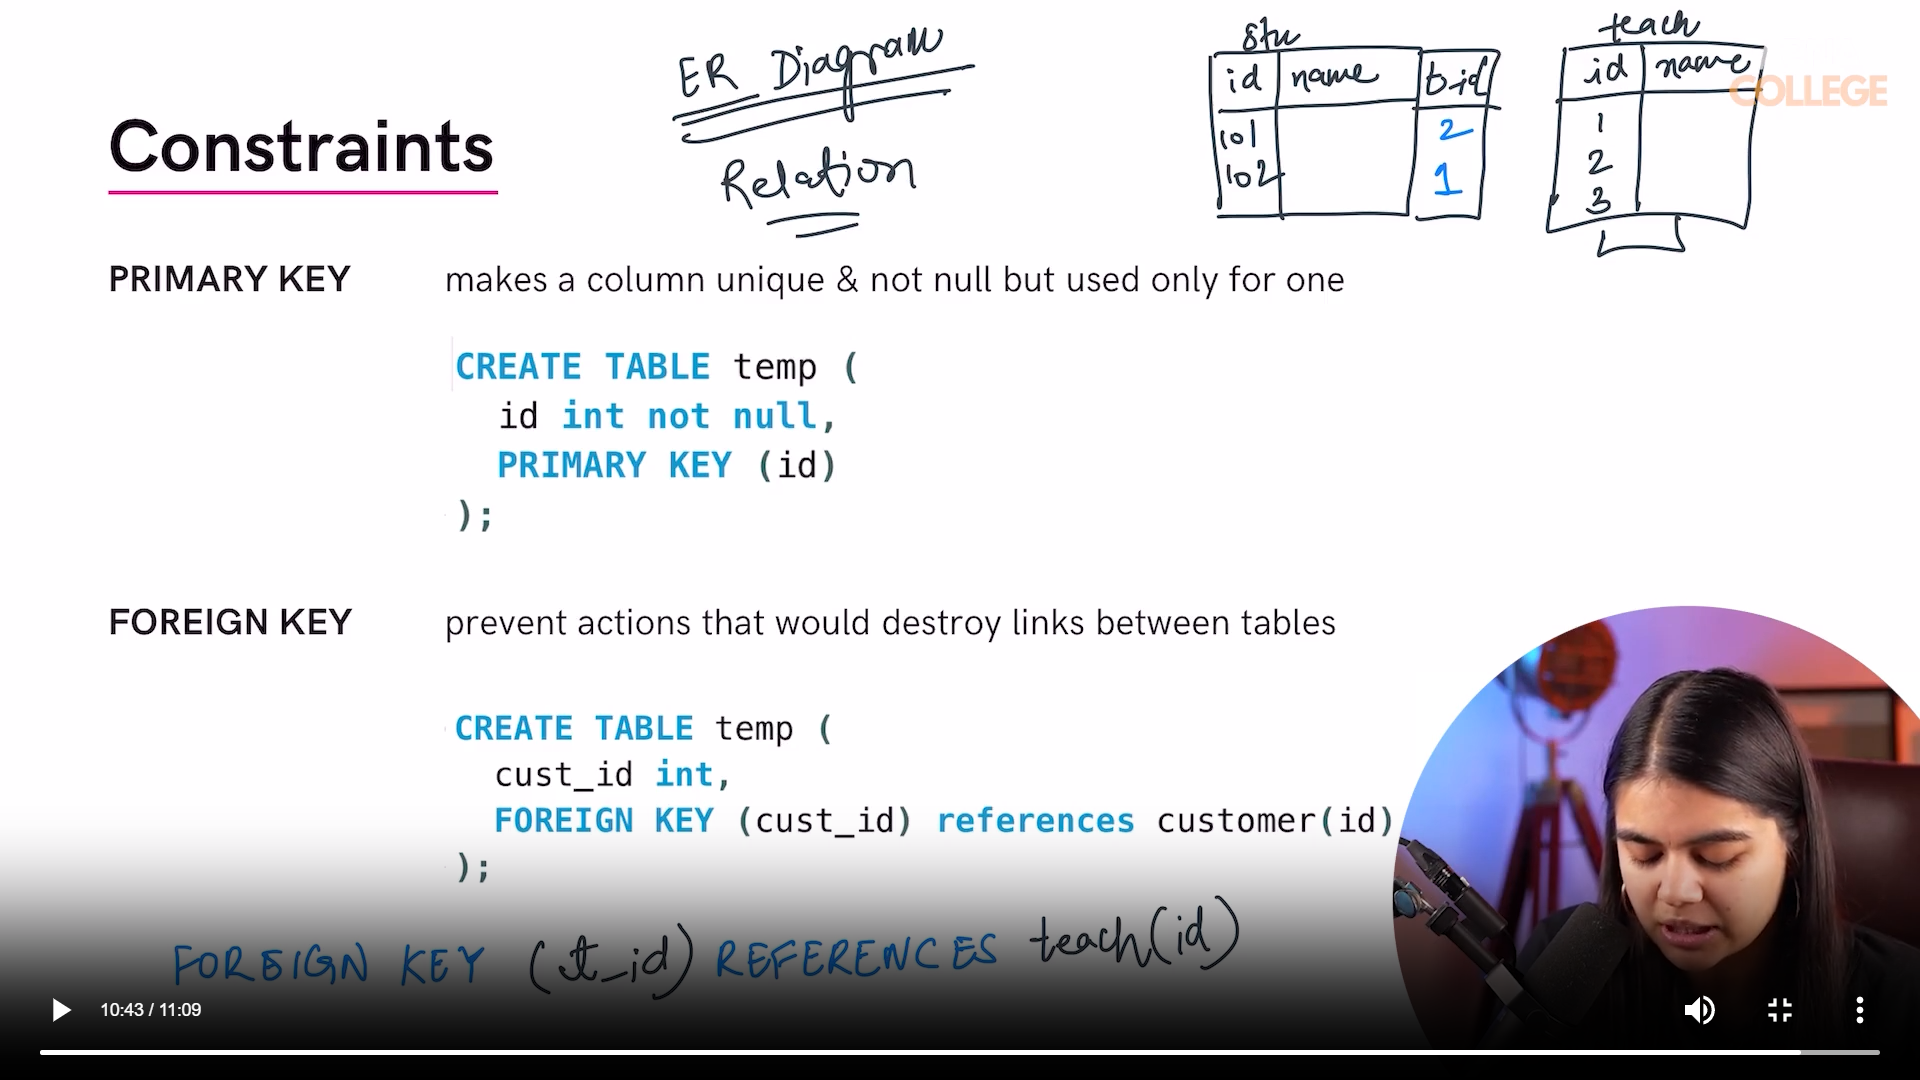 ER Diagram
Relation
stu
id name t_id
101 2
102 1
teach
id name
1
2
3
COLLEGE
Constraints
PRIMARY KEY makes a column unique & not null but used only for one
CREATE TABLE temp (
id int not null,
PRIMARY KEY (id)
);
FOREIGN KEY prevent actions that would destroy links between tables
CREATE TABLE temp (
cust_id int,
FOREIGN KEY (cust_id) references customer(id)
);
FOREIGN KEY (t_id) REFERENCES teach(id)
10:43 / 11:09